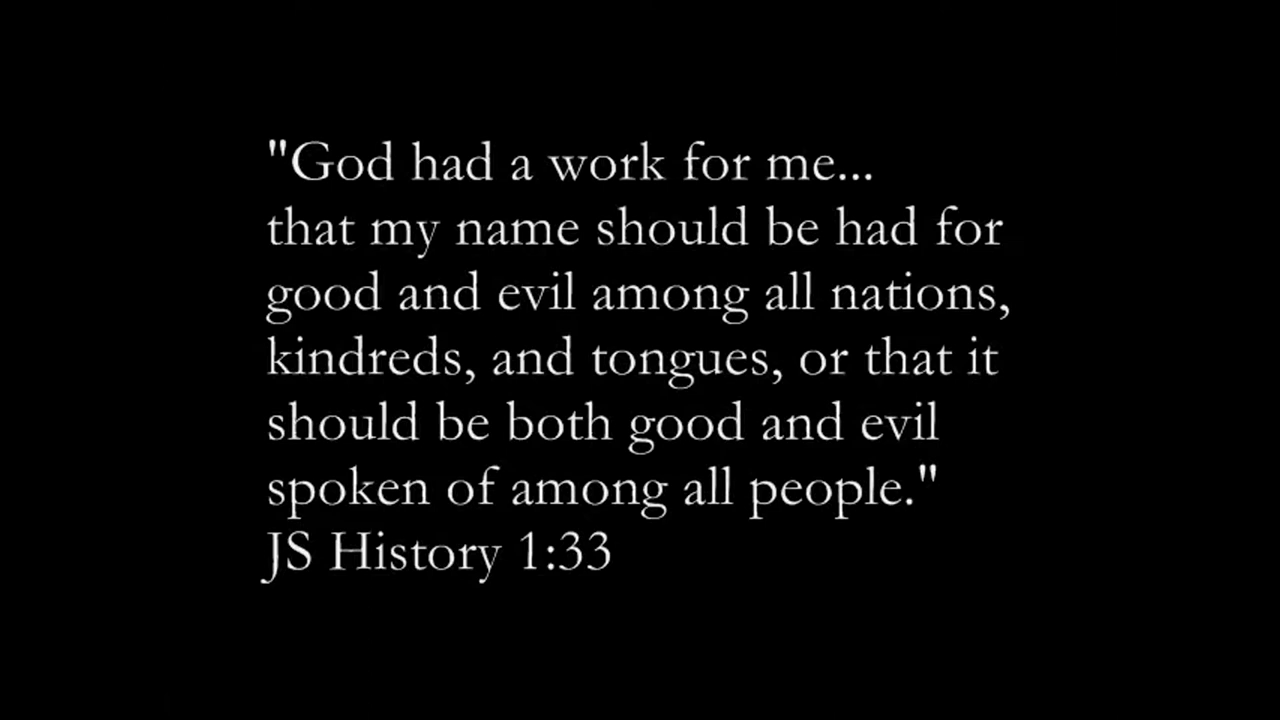 "God had a work for me...
that my name should be had for
good and evil among all nations,
kindreds, and tongues, or that it
should be both good and evil
spoken of among all people."
JS History 1:33